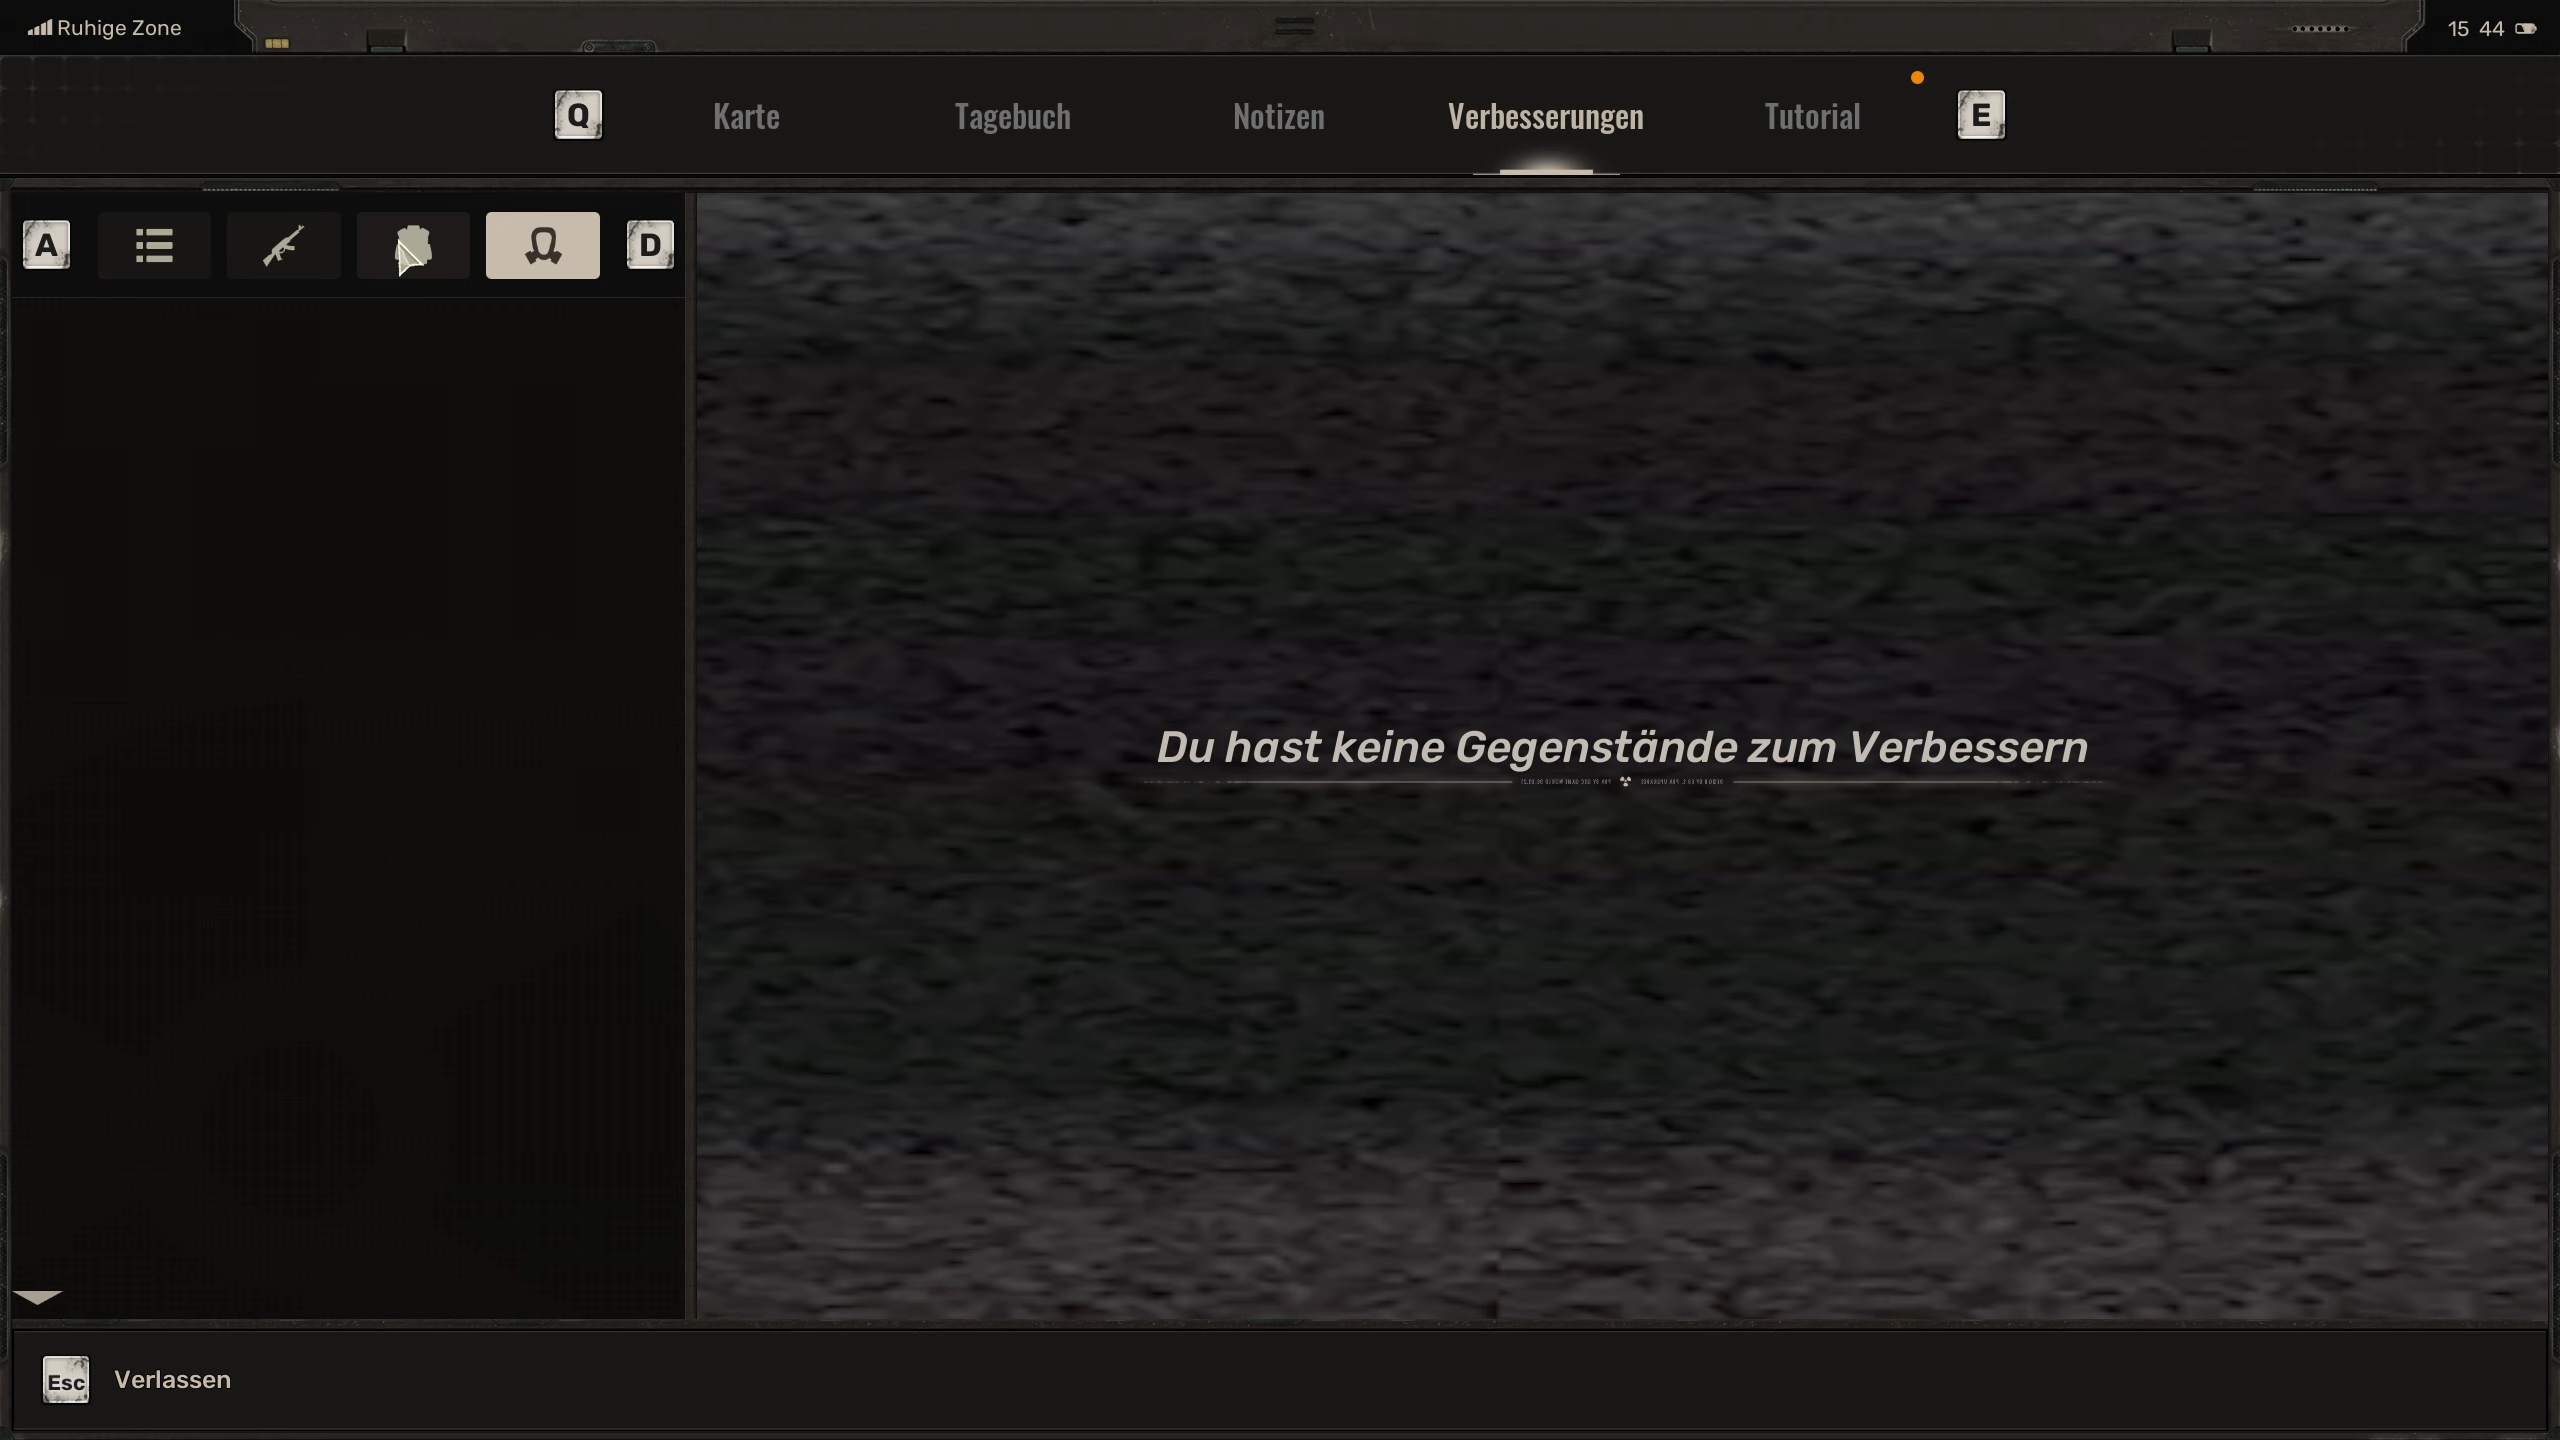 Ruhige Zone
15 44
Q
Karte
Tagebuch
Notizen
Verbesserungen
Tutorial
E
A
D
Du hast keine Gegenstände zum Verbessern
Esc
Verlassen